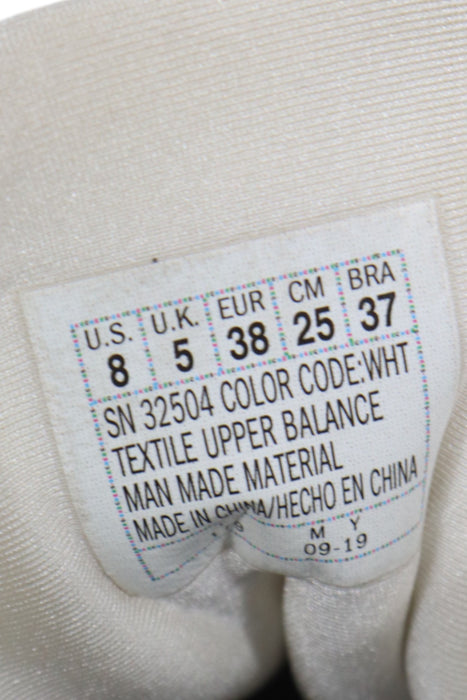 U.S. U.K. EUR CM BRA
8 5 38 25 37
SN 32504 COLOR CODE:WHT
TEXTILE UPPER BALANCE
MAN MADE MATERIAL
MADE IN CHINA/HECHO EN CHINA
M Y
09-19